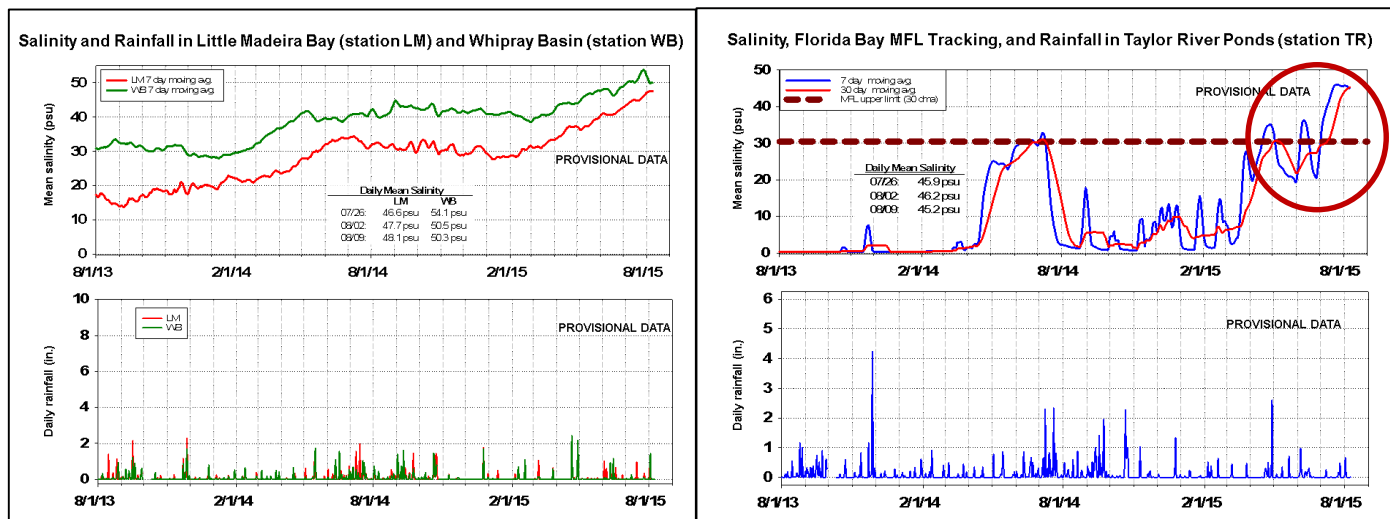 Salinity and Rainfall in Little Madeira Bay (station LM) and Whipray Basin (station WB)
LM 7 day moving avg.
WB 7 day moving avg.
Mean salinity (psu)
50
40
30
20
10
0
PROVISIONAL DATA
Daily Mean Salinity
LM WB
07/26: 46.6 psu 54.1 psu
08/02: 47.7 psu 50.5 psu
08/09: 48.1 psu 50.3 psu
8/1/13 2/1/14 8/1/14 2/1/15 8/1/15
LM
WB
PROVISIONAL DATA
Daily rainfall (in.)
10
8
6
4
2
0
8/1/13 2/1/14 8/1/14 2/1/15 8/1/15
Salinity, Florida Bay MFL Tracking, and Rainfall in Taylor River Ponds (station TR)
7 day moving avg.
30 day moving avg.
MFL upper limit (30 dma)
PROVISIONAL DATA
Mean salinity (psu)
50
40
30
20
10
0
Daily Mean Salinity
07/26: 45.9 psu
08/02: 46.2 psu
08/09: 45.2 psu
8/1/13 2/1/14 8/1/14 2/1/15 8/1/15
PROVISIONAL DATA
Daily rainfall (in.)
6
5
4
3
2
1
0
8/1/13 2/1/14 8/1/14 2/1/15 8/1/15